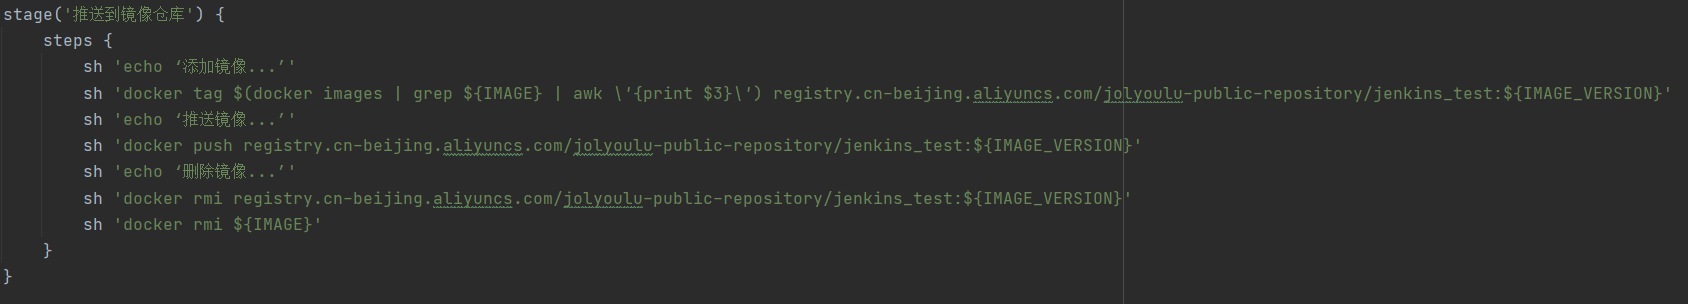 stage('推送到镜像仓库') {
    steps {
        sh 'echo ‘添加镜像...’'
        sh 'docker tag $(docker images | grep ${IMAGE} | awk \'{print $3}\') registry.cn-beijing.aliyuncs.com/jolyoulu-public-repository/jenkins_test:${IMAGE_VERSION}'
        sh 'echo ‘推送镜像...’'
        sh 'docker push registry.cn-beijing.aliyuncs.com/jolyoulu-public-repository/jenkins_test:${IMAGE_VERSION}'
        sh 'echo ‘删除镜像...’'
        sh 'docker rmi registry.cn-beijing.aliyuncs.com/jolyoulu-public-repository/jenkins_test:${IMAGE_VERSION}'
        sh 'docker rmi ${IMAGE}'
    }
}